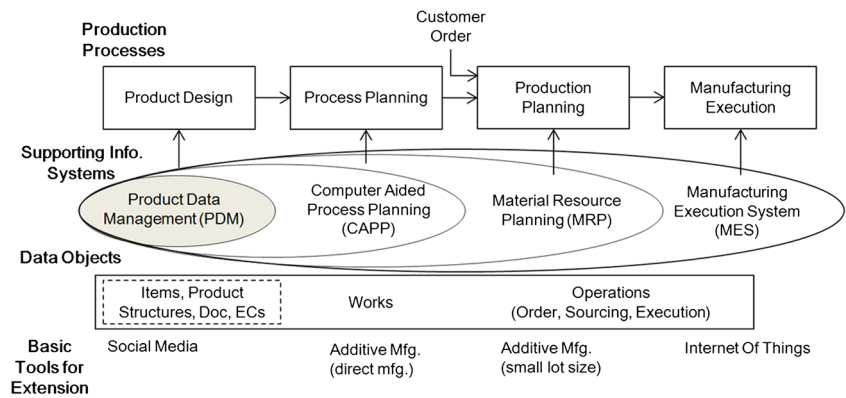 Production
Processes
Customer
Order
Product Design
Process Planning
Production
Planning
Manufacturing
Execution
Supporting Info.
Systems
Product Data
Management (PDM)
Computer Aided
Process Planning
(CAPP)
Material Resource
Planning (MRP)
Manufacturing
Execution System
(MES)
Data Objects
Items, Product
Structures, Doc, ECs
Works
Operations
(Order, Sourcing, Execution)
Basic
Tools for
Extension
Social Media
Additive Mfg.
(direct mfg.)
Additive Mfg.
(small lot size)
Internet Of Things